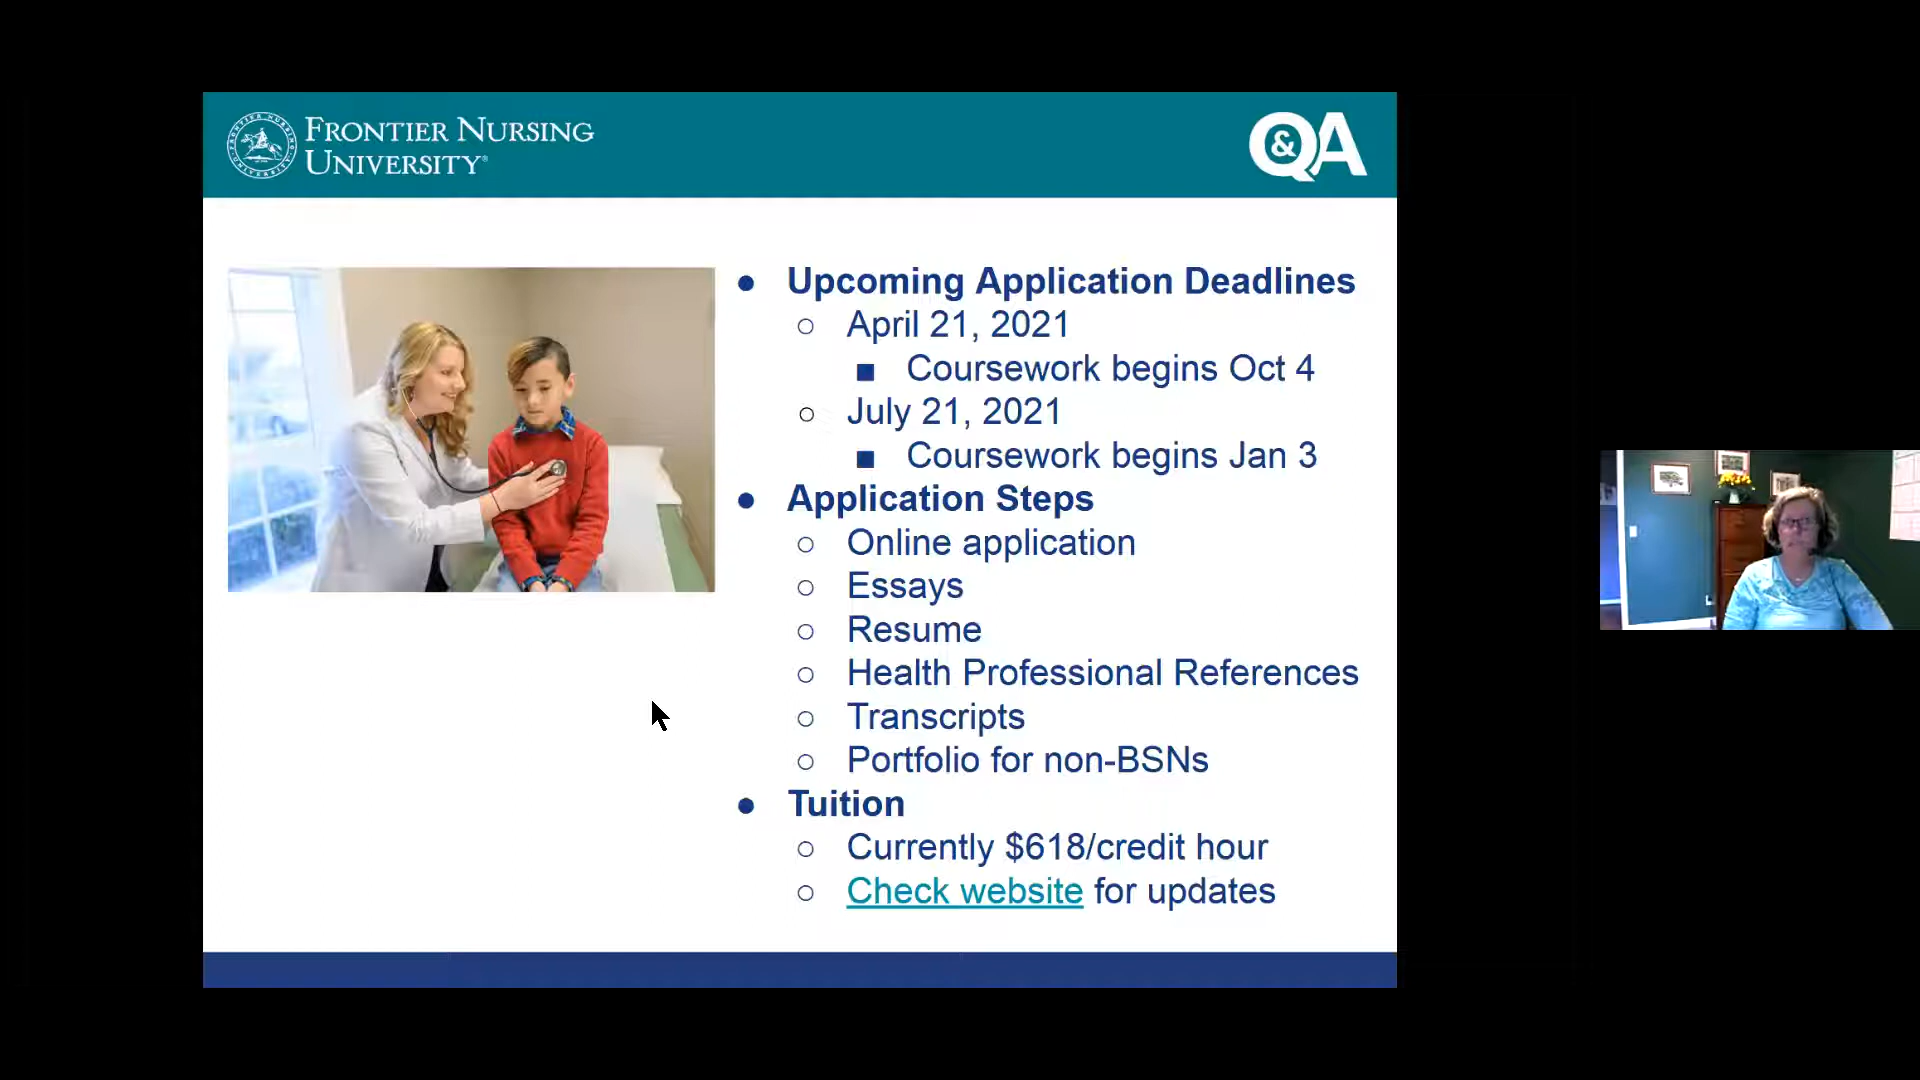 FRONTIER NURSING
UNIVERSITY®
Q&A
● Upcoming Application Deadlines
○ April 21, 2021
■ Coursework begins Oct 4
○ July 21, 2021
■ Coursework begins Jan 3
● Application Steps
○ Online application
○ Essays
○ Resume
○ Health Professional References
○ Transcripts
○ Portfolio for non-BSNs
● Tuition
○ Currently $618/credit hour
○ Check website for updates